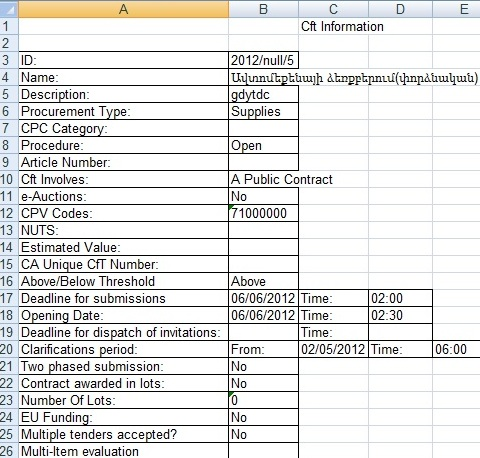 A B C D E
1 Cft Information
2
3 ID: 2012/null/5
4 Name: Ավտոմեքենայի ձեռքբերում(փորձնական)
5 Description: gdytdc
6 Procurement Type: Supplies
7 CPC Category:
8 Procedure: Open
9 Article Number:
10 Cft Involves: A Public Contract
11 e-Auctions: No
12 CPV Codes: 71000000
13 NUTS:
14 Estimated Value:
15 CA Unique CfT Number:
16 Above/Below Threshold Above
17 Deadline for submissions 06/06/2012 Time: 02:00
18 Opening Date: 06/06/2012 Time: 02:30
19 Deadline for dispatch of invitations: Time:
20 Clarifications period: From: 02/05/2012 Time: 06:00
21 Two phased submission: No
22 Contract awarded in lots: No
23 Number Of Lots: 0
24 EU Funding: No
25 Multiple tenders accepted? No
26 Multi-Item evaluation